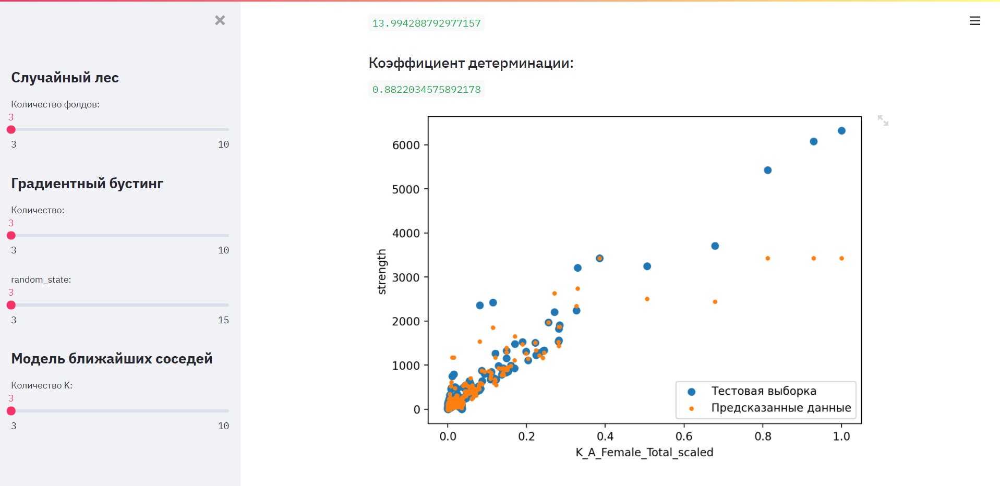 Случайный лес
Количество фолдов:
3
3 10
Градиентный бустинг
Количество:
3
3 10
random_state:
3
3 15
Модель ближайших соседей
Количество K:
3
3 10
13.994288792977157
Коэффициент детерминации:
0.8822034575892178
6000
5000
4000
3000
2000
1000
0
strength
Тестовая выборка
Предсказанные данные
0.0 0.2 0.4 0.6 0.8 1.0
K_A_Female_Total_scaled